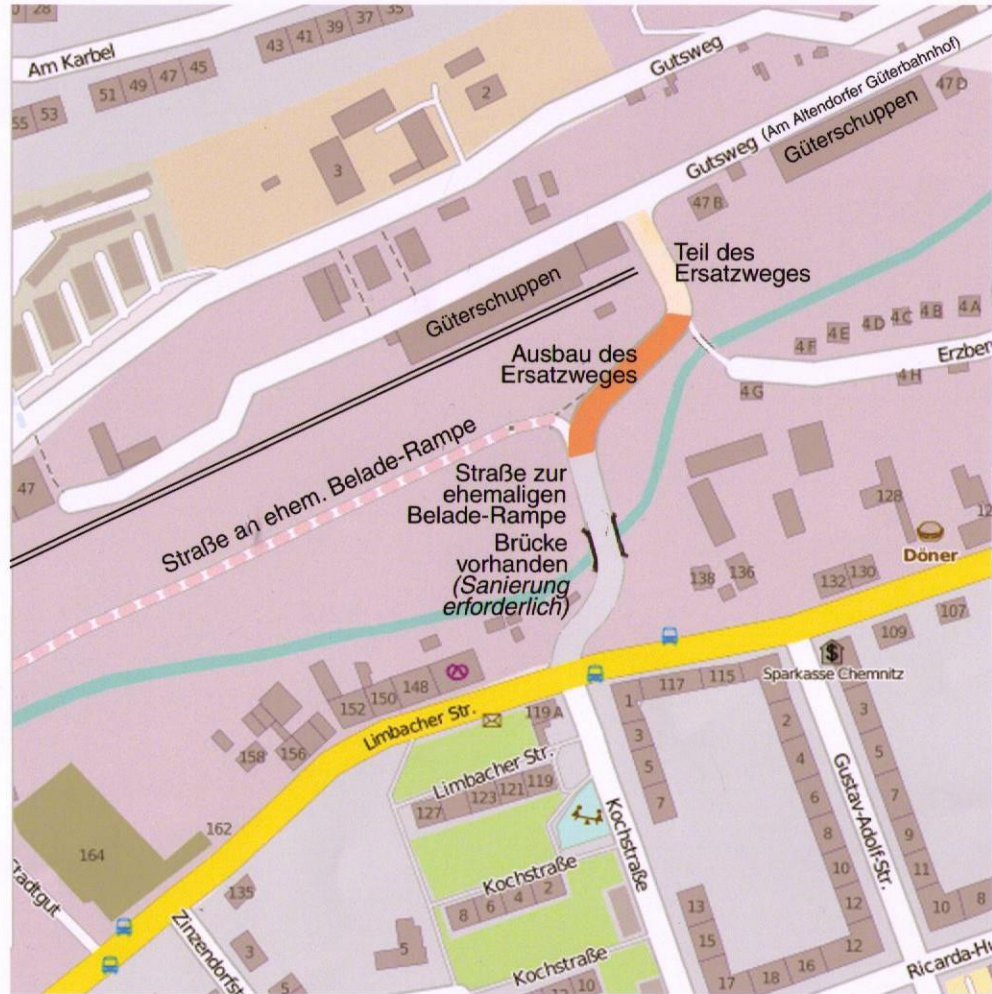 28
Am Karbel
43 41 39 37 35
51 49 47 45
55 53
Gutsweg
2
3
Gutsweg (Am Altendorfer Güterbahnhof)
47 D
Güterschuppen
47 B
Teil des
Ersatzweges
Güterschuppen
4 F 4 E 4 D 4 C 4 B 4 A
Ausbau des
Ersatzweges
4 G
4 H
47
Straße an ehem. Belade-Rampe
Straße zur
ehemaligen
Belade-Rampe
Brücke
vorhanden
(Sanierung
erforderlich)
128
Döner
138 136
132 130
107
109
Sparkasse Chemnitz
$
152 150 148
158 156
Limbacher Str.
119 A
1 117 115
3
5
7
2
4
6
8
10
12
12
3
5
7
9
11
10 8
Limbacher Str.
127 123 121 119
Kochstraße
Gustav-Adolf-Str.
162
164
135
Kochstraße
8 6 4 2
Zinzendorfst
3
5
5
Kochstraße
10
13
15
17 18 16